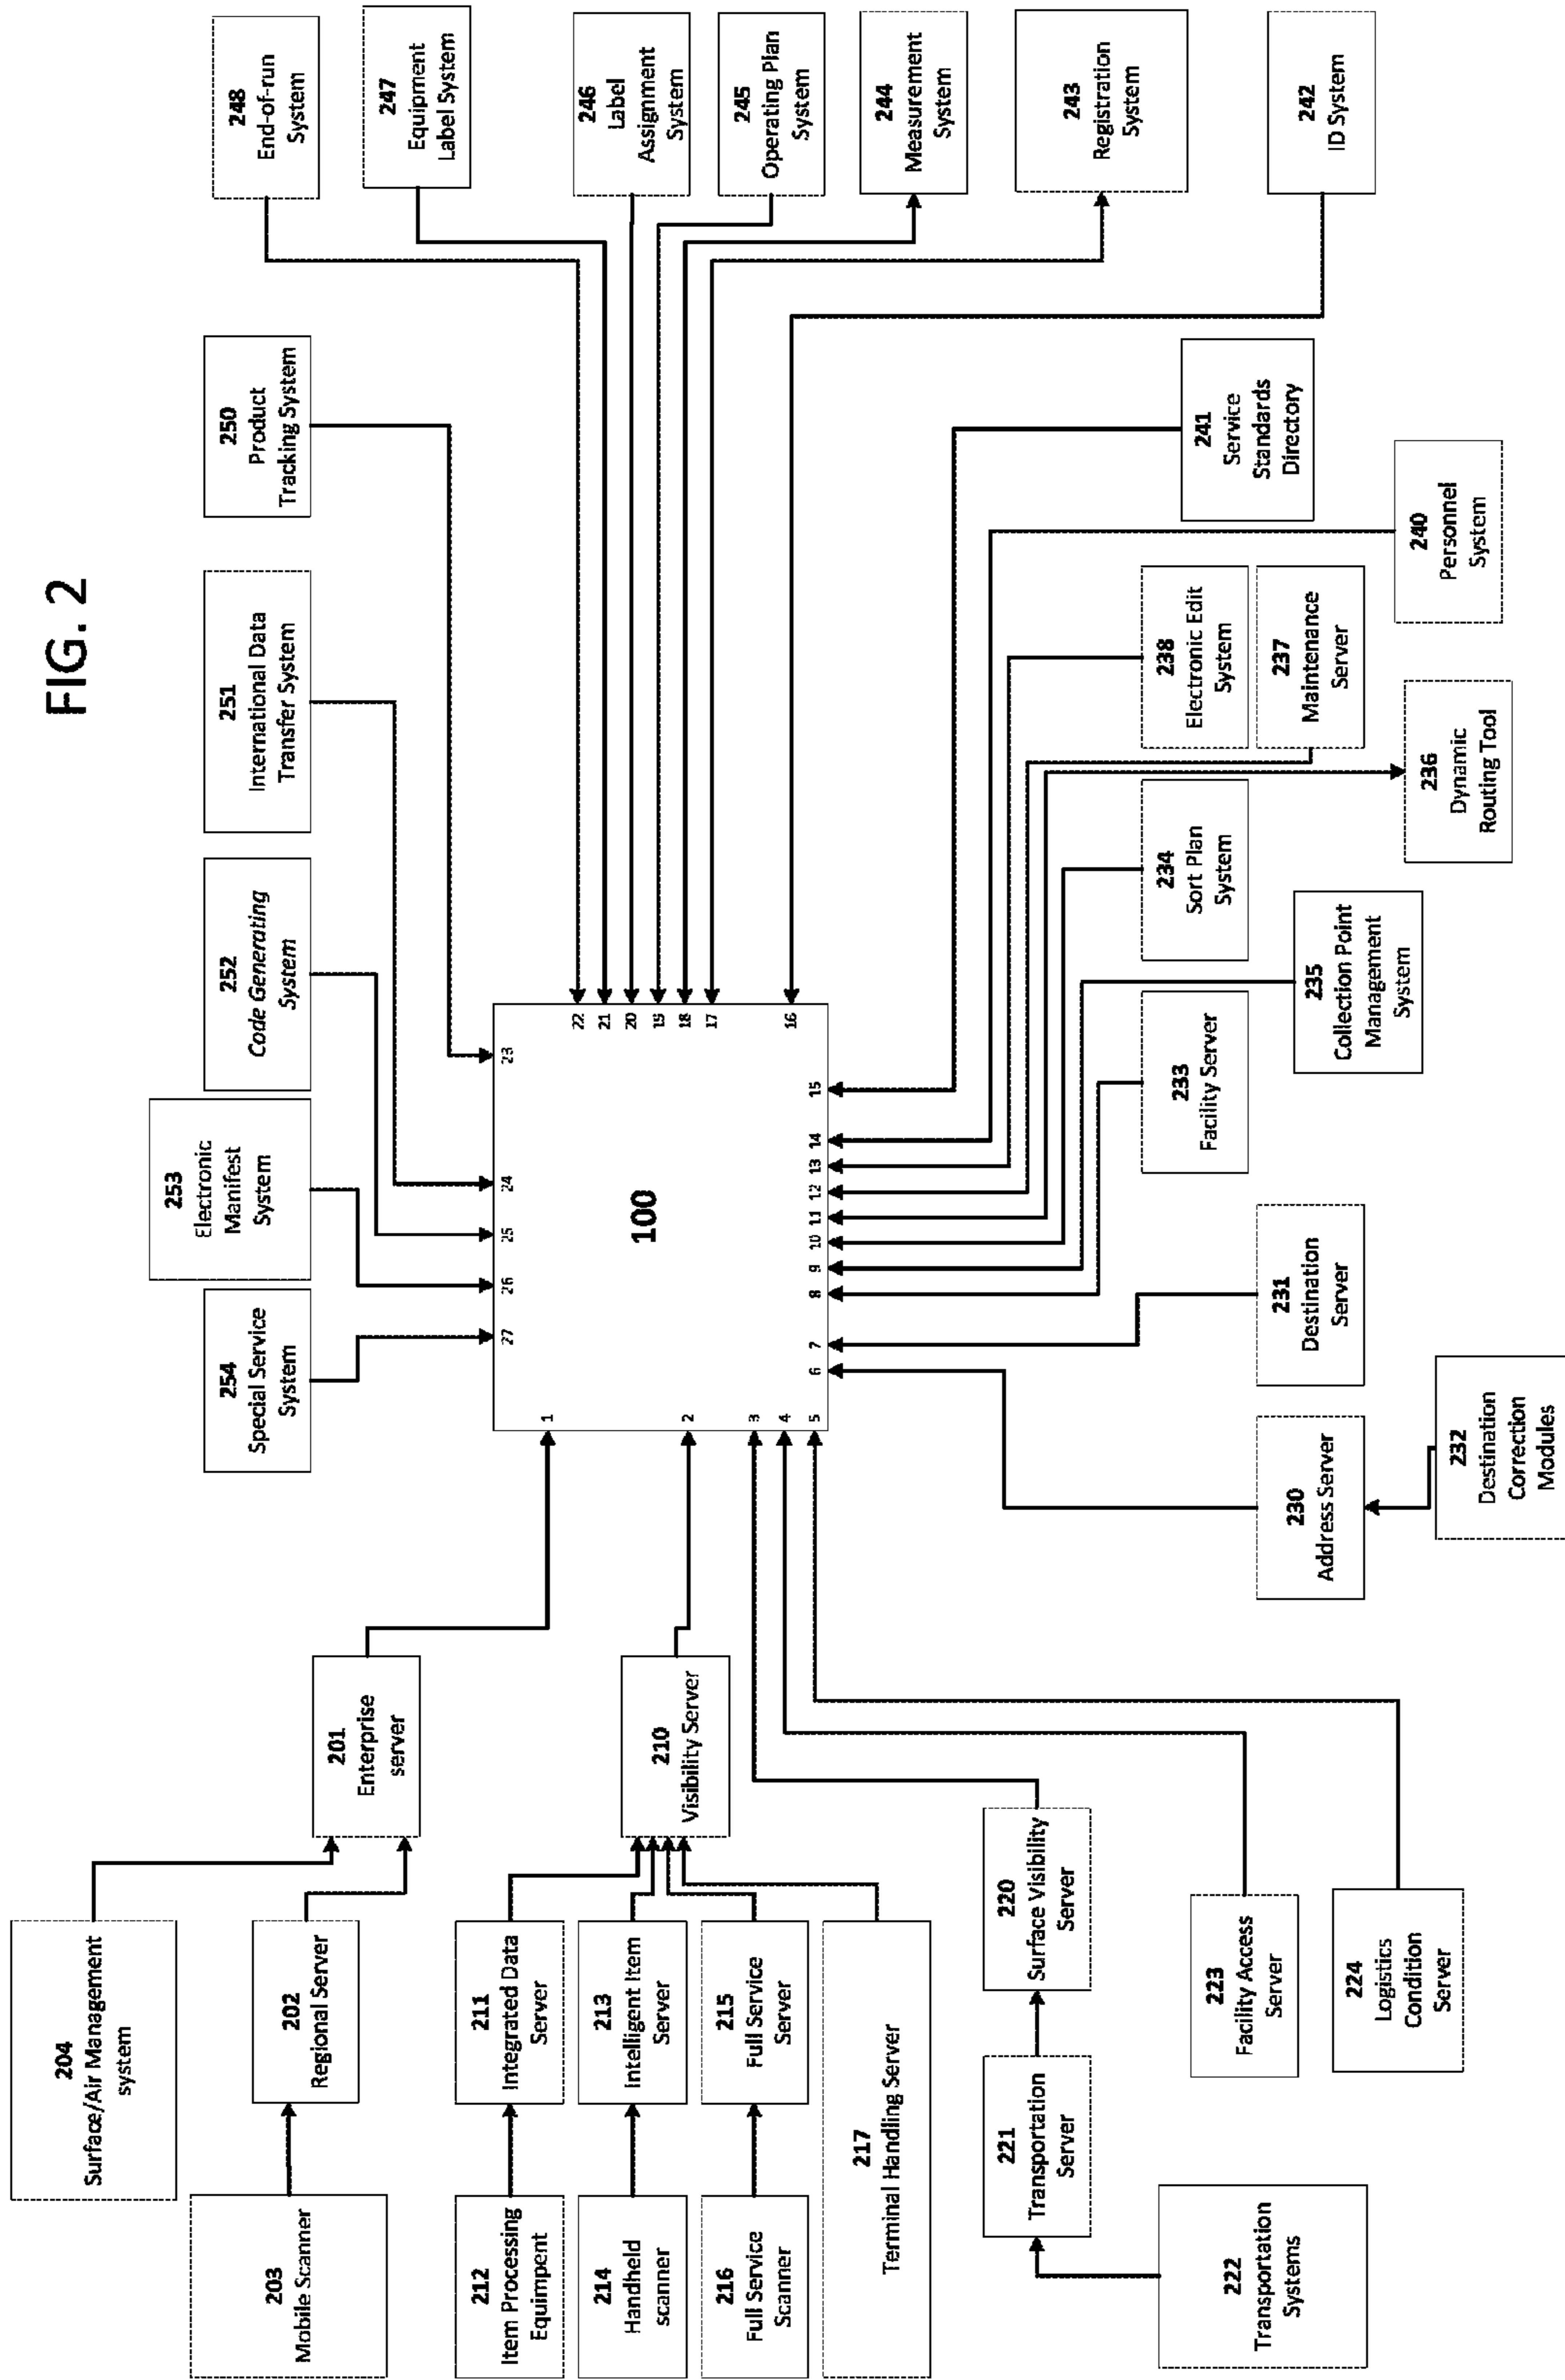 FIG. 2
204
Surface/Air Management
system
203
Mobile Scanner
202
Regional Server
201
Enterprise
server
212
Item Processing
Equimpent
211
Integrated Data
Server
214
Handheld
scanner
213
Intelligent Item
Server
216
Full Service
Scanner
215
Full Service
Server
217
Terminal Handling Server
210
Visibility Server
222
Transportation
Systems
221
Transportation
Server
220
Surface Visibility
Server
223
Facility Access
Server
224
Logistics
Condition
Server
254
Special Service
System
253
Electronic
Manifest
System
252
Code Generating
System
251
International Data
Transfer System
250
Product
Tracking System
27
26
25
24
23
1
2
3
4
5
100
22
21
20
19
18
17
16
6
7
8
9
10
11
12
13
14
15
230
Address Server
232
Destination
Correction
Modules
231
Destination
Server
233
Facility Server
235
Collection Point
Management
System
234
Sort Plan
System
236
Dynamic
Routing Tool
238
Electronic Edit
System
237
Maintenance
Server
240
Personnel
System
241
Service
Standards
Directory
248
End-of-run
System
247
Equipment
Label System
246
Label
Assignment
System
245
Operating Plan
System
244
Measurement
System
243
Registration
System
242
ID System